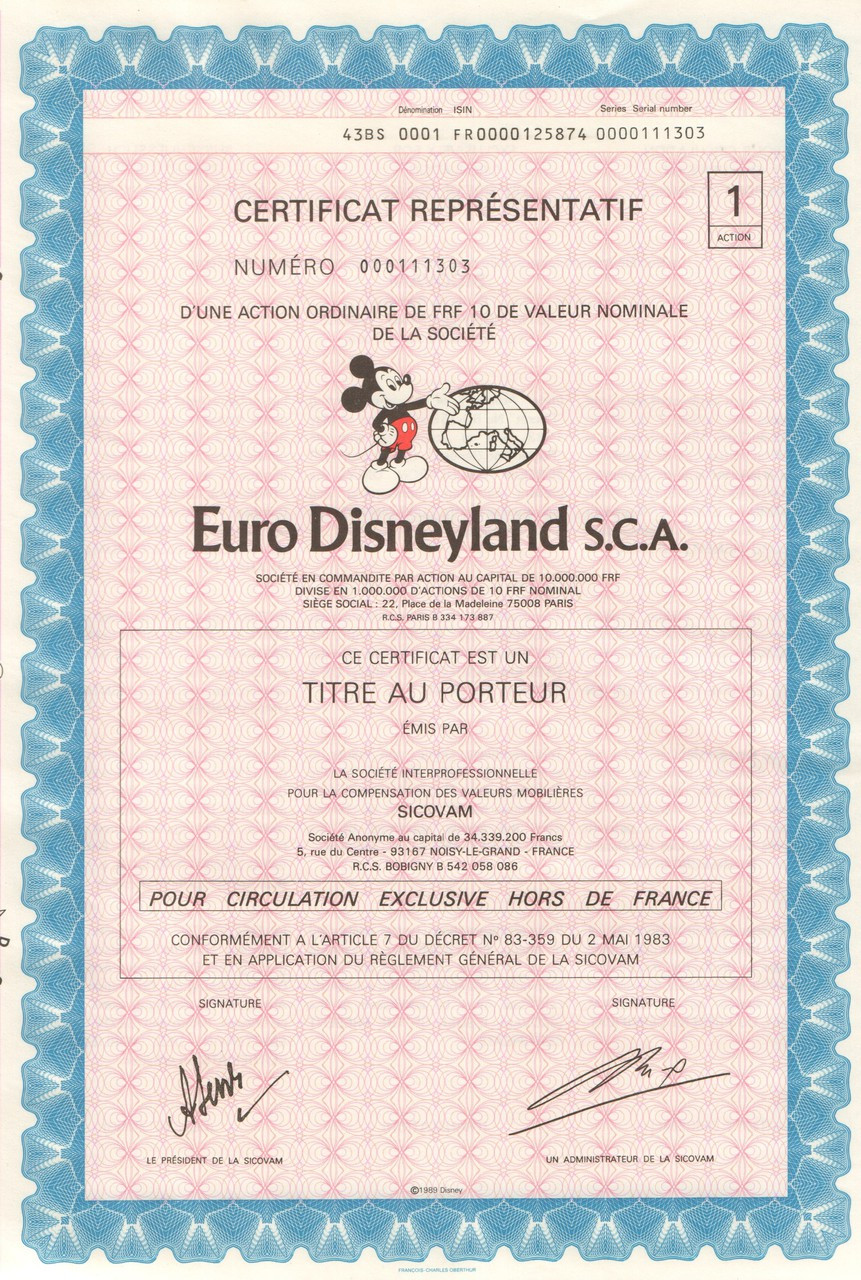 Dénomination ISIN Series Serial number
43BS 0001 FR0000125874 0000111303
CERTIFICAT REPRÉSENTATIF
1
ACTION
NUMÉRO 000111303
D'UNE ACTION ORDINAIRE DE FRF 10 DE VALEUR NOMINALE
DE LA SOCIÉTÉ
Euro Disneyland S.C.A.
SOCIÉTÉ EN COMMANDITE PAR ACTION AU CAPITAL DE 10.000.000 FRF
DIVISE EN 1.000.000 D'ACTIONS DE 10 FRF NOMINAL
SIÈGE SOCIAL : 22, Place de la Madeleine 75008 PARIS
R.C.S. PARIS B 334 173 887
CE CERTIFICAT EST UN
TITRE AU PORTEUR
ÉMIS PAR
LA SOCIÉTÉ INTERPROFESSIONNELLE
POUR LA COMPENSATION DES VALEURS MOBILIÈRES
SICOVAM
Société Anonyme au capital de 34.339.200 Francs
5, rue du Centre - 93167 NOISY-LE-GRAND - FRANCE
R.C.S. BOBIGNY B 542 058 086
POUR CIRCULATION EXCLUSIVE HORS DE FRANCE
CONFORMÉMENT A L'ARTICLE 7 DU DÉCRET Nº 83-359 DU 2 MAI 1983
ET EN APPLICATION DU RÈGLEMENT GÉNÉRAL DE LA SICOVAM
SIGNATURE SIGNATURE
LE PRÉSIDENT DE LA SICOVAM UN ADMINISTRATEUR DE LA SICOVAM
©1989 Disney
FRANÇOIS-CHARLES OBERTHUR